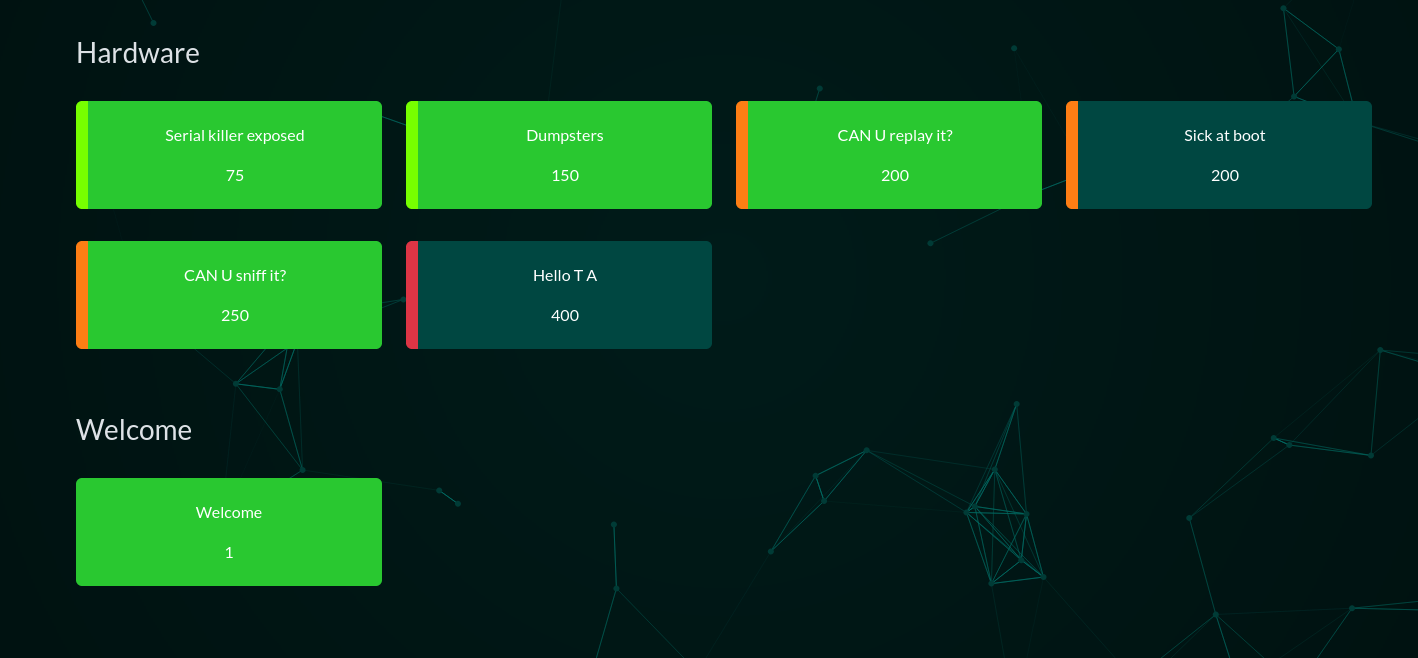 Hardware
Serial killer exposed
75
Dumpsters
150
CAN U replay it?
200
Sick at boot
200
CAN U sniff it?
250
Hello T A
400
Welcome
Welcome
1